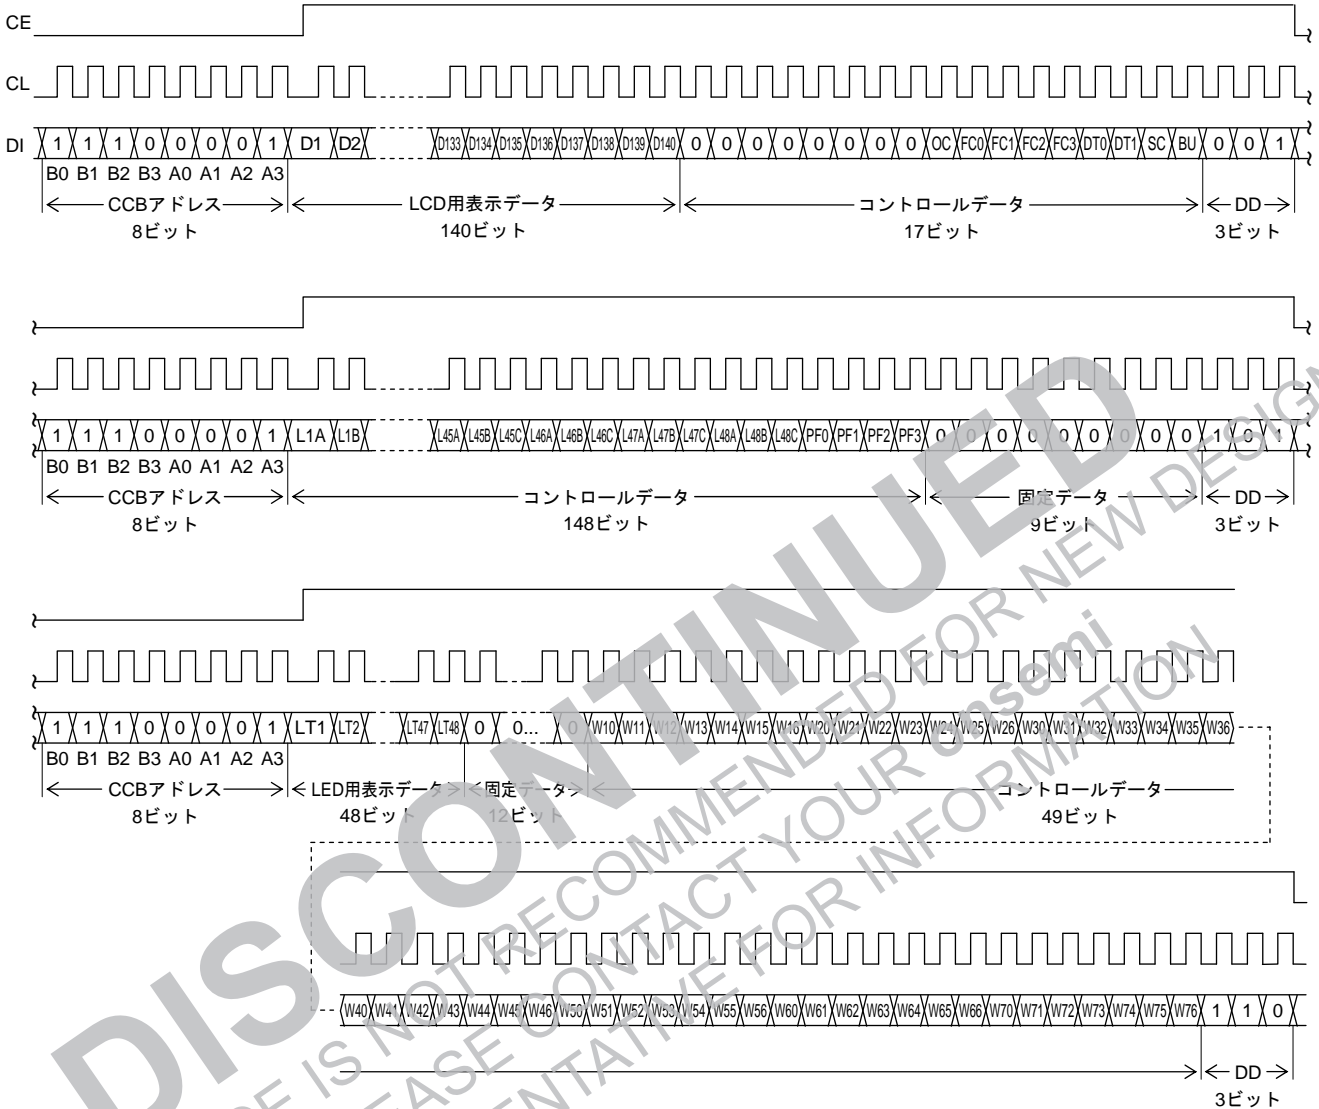 CE
CL
DI 1 1 1 0 0 0 0 1 D1 D2 D133 D134 D135 D136 D137 D138 D139 D140 0 0 0 0 0 0 0 0 OC FC0 FC1 FC2 FC3 DT0 DT1 SC BU 0 0 1
B0 B1 B2 B3 A0 A1 A2 A3
CCBアドレス LCD用表示データ コントロールデータ DD
8ビット 140ビット 17ビット 3ビット
1 1 1 0 0 0 0 1 L1A L1B L45A L45B L45C L46A L46B L46C L47A L47B L47C L48A L48B L48C PF0 PF1 PF2 PF3 0 0 0 0 0 0 0 0 0 1 0 1
B0 B1 B2 B3 A0 A1 A2 A3
CCBアドレス コントロールデータ 固定データ DD
8ビット 148ビット 9ビット 3ビット
1 1 1 0 0 0 0 1 LT1 LT2 LT47 LT48 0 0... 0 W10 W11 W12 W13 W14 W15 W16 W20 W21 W22 W23 W24 W25 W26 W30 W31 W32 W33 W34 W35 W36
B0 B1 B2 B3 A0 A1 A2 A3
CCBアドレス LED用表示データ 固定データ コントロールデータ
8ビット 48ビット 12ビット 49ビット
W40 W41 W42 W43 W44 W45 W46 W50 W51 W52 W53 W54 W55 W56 W60 W61 W62 W63 W64 W65 W66 W70 W71 W72 W73 W74 W75 W76 1 1 0
DD
3ビット
DISCONTINUED
IS NOT RECOMMENDED FOR NEW DESIGN
CONTACT YOUR onsemi
FOR INFORMATION